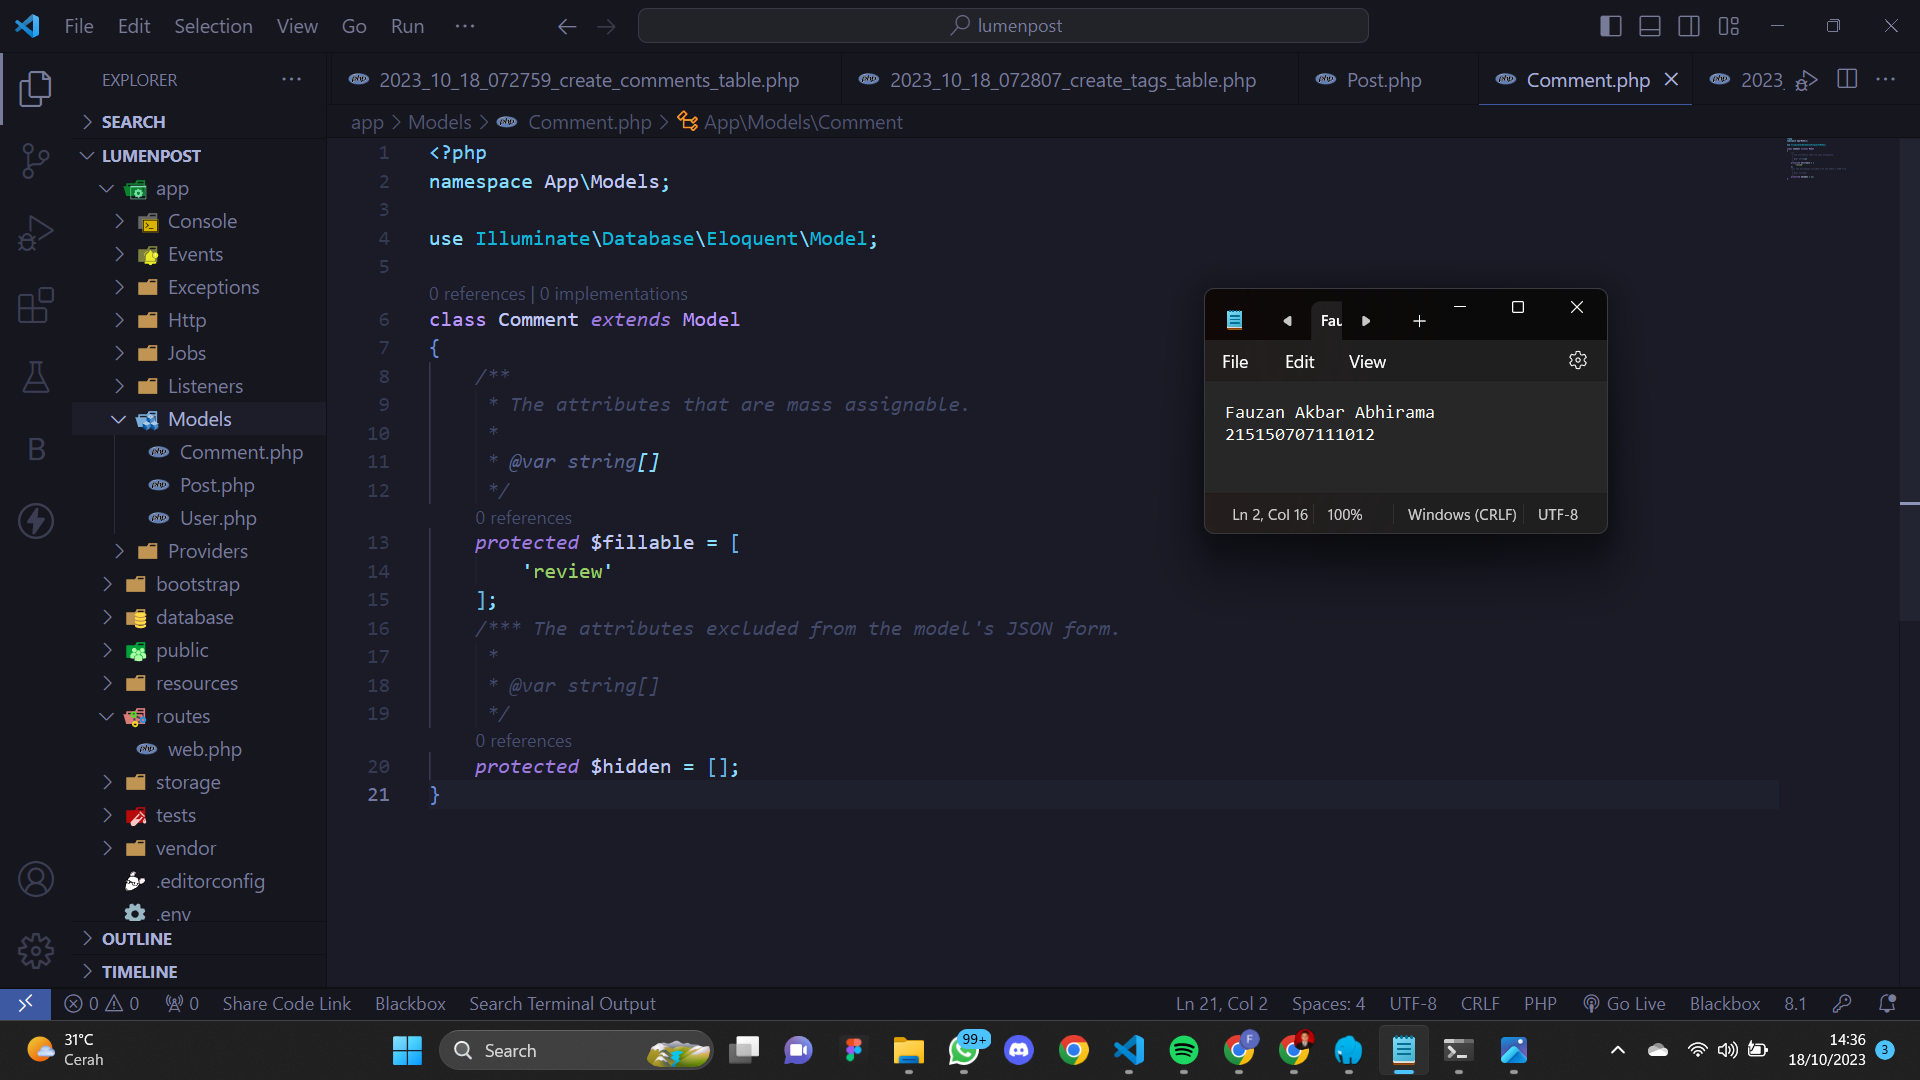 File Edit Selection View Go Run ···
lumenpost
EXPLORER ···
SEARCH
LUMENPOST
app
Console
Events
Exceptions
Http
Jobs
Listeners
Models
Comment.php
Post.php
User.php
Providers
bootstrap
database
public
resources
routes
web.php
storage
tests
vendor
.editorconfig
.env
OUTLINE
TIMELINE
2023_10_18_072759_create_comments_table.php 2023_10_18_072807_create_tags_table.php Post.php Comment.php 2023_ ···
app > Models > Comment.php > App\Models\Comment
1 <?php
2 namespace App\Models;
3
4 use Illuminate\Database\Eloquent\Model;
5
0 references | 0 implementations
6 class Comment extends Model
7 {
8 /**
9 * The attributes that are mass assignable.
10 *
11 * @var string[]
12 */
0 references
13 protected $fillable = [
14 'review'
15 ];
16 /*** The attributes excluded from the model's JSON form.
17 *
18 * @var string[]
19 */
0 references
20 protected $hidden = [];
21 }
Fau
File Edit View
Fauzan Akbar Abhirama
215150707111012
Ln 2, Col 16 100% Windows (CRLF) UTF-8
0 0 0 Share Code Link Blackbox Search Terminal Output Ln 21, Col 2 Spaces: 4 UTF-8 CRLF PHP Go Live Blackbox 8.1
31°C
Cerah
Search
99+
F
14:36
18/10/2023
3